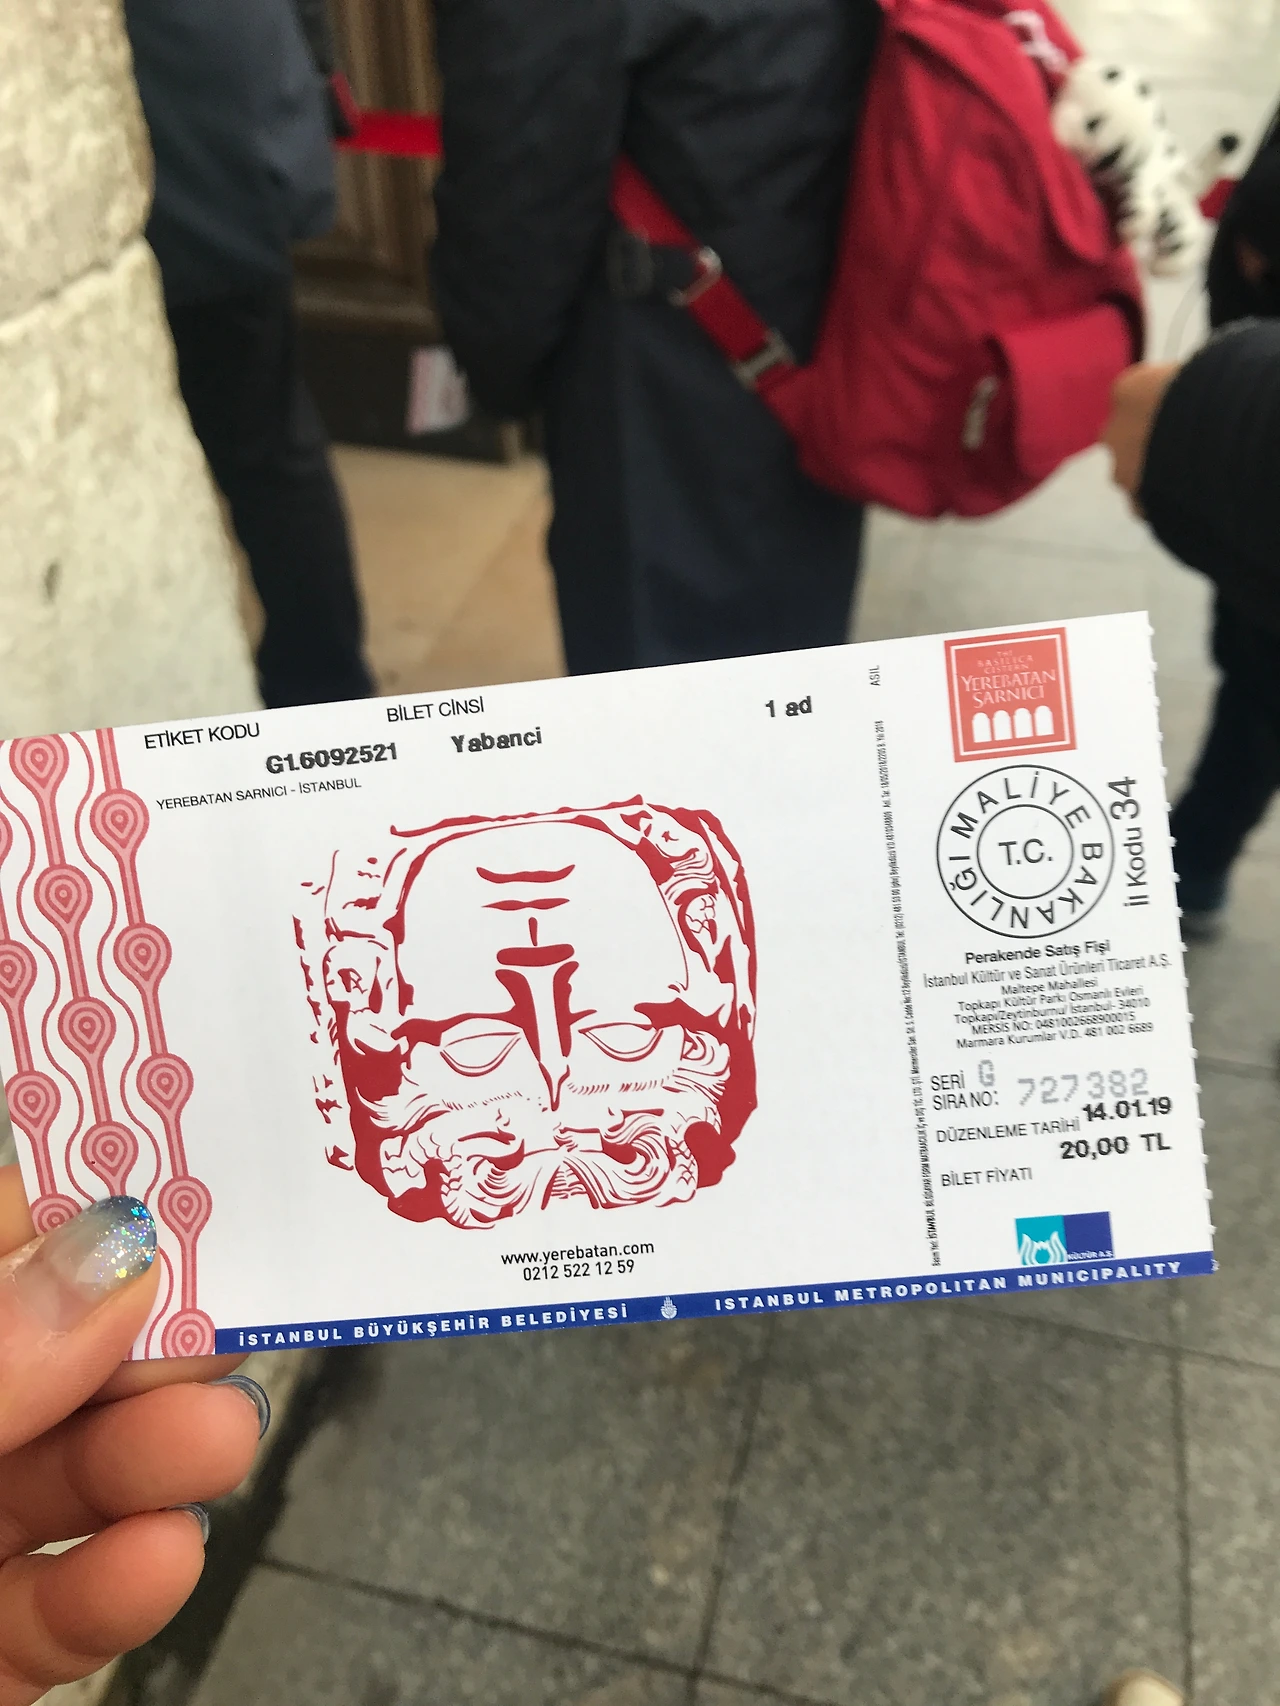 ETİKET KODU
BİLET CİNSİ
G1.6092521
Yabanci
1 ad
YEREBATAN SARNICI - İSTANBUL
www.yerebatan.com
0212 522 12 59
İSTANBUL BÜYÜKŞEHİR BELEDİYESİ
ISTANBUL METROPOLITAN MUNICIPALITY
ASIL
THE
BASILICA
CISTERN
YEREBATAN
SARNICI
MALİYE BAKANLIĞI
T.C.
İl Kodu 34
Perakende Satış Fişi
İstanbul Kültür ve Sanat Ürünleri Ticaret A.Ş.
Maltepe Mahallesi
Topkapı Kültür Parkı Osmanlı Evleri
Topkapı/Zeytinburnu/ İstanbul- 34010
MERSİS NO: 0481002668900015
Marmara Kurumlar V.D. 481 002 6689
SERİ G
SIRA NO: 727382
DÜZENLEME TARİHİ 14.01.19
20,00 TL
BİLET FİYATI
KÜLTÜR A.Ş.